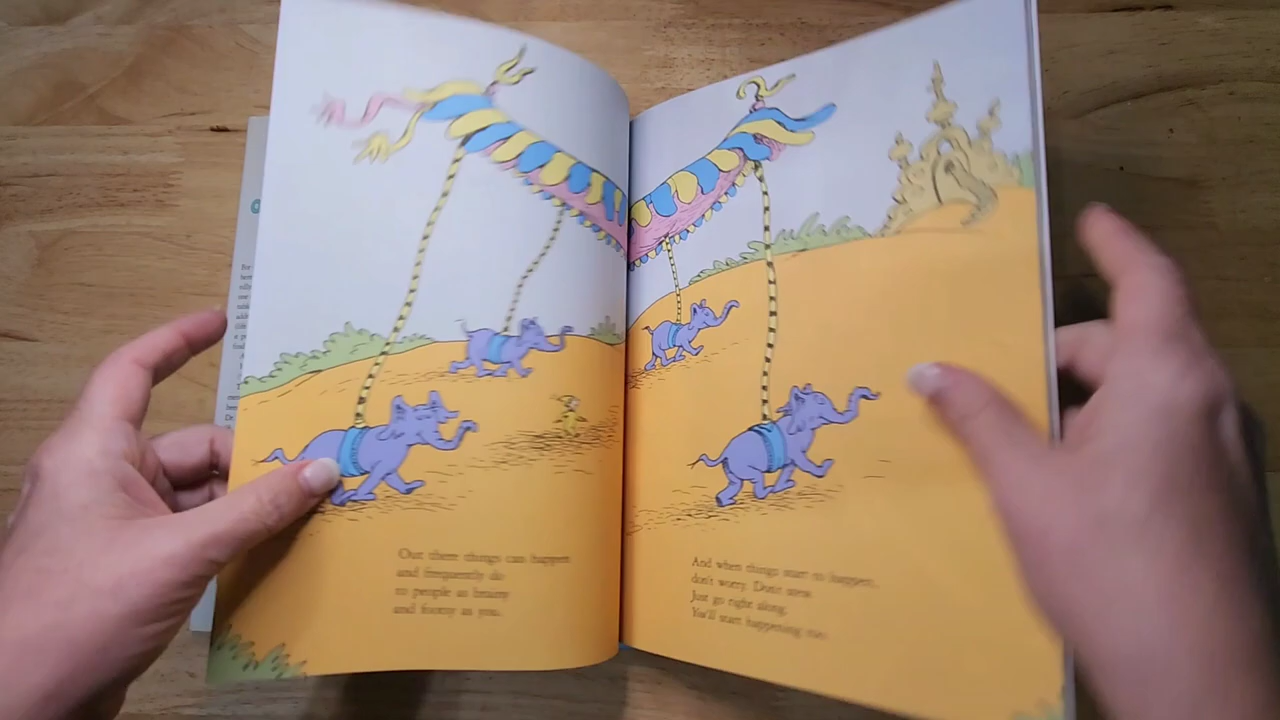 Out there things can happen
and frequently do
to people as brainy
and footsy as you.
And when things start to happen,
don't worry. Don't stew.
Just go right along.
You'll start happening too.